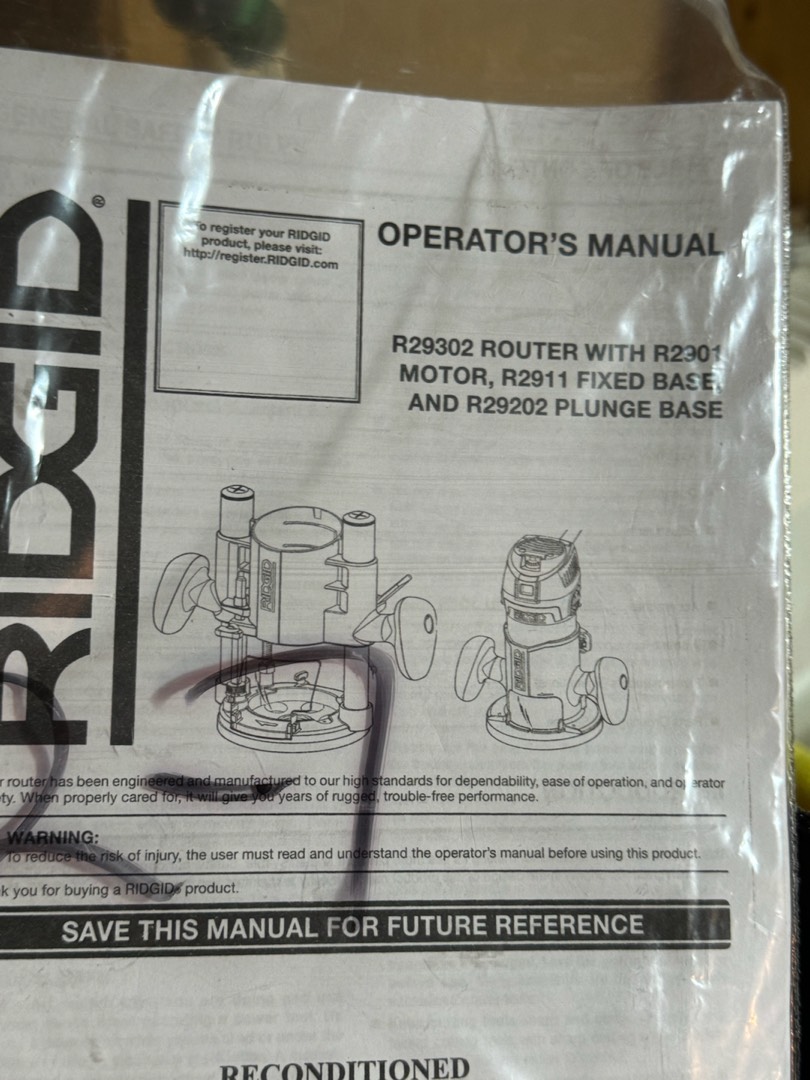 RIDGID®
To register your RIDGID
product, please visit:
http://register.RIDGID.com
OPERATOR'S MANUAL
R29302 ROUTER WITH R2901
MOTOR, R2911 FIXED BASE,
AND R29202 PLUNGE BASE
RIDGID
RIDGID
router has been engineered and manufactured to our high standards for dependability, ease of operation, and operator
ty. When properly cared for, it will give you years of rugged, trouble-free performance.
WARNING:
To reduce the risk of injury, the user must read and understand the operator's manual before using this product.
k you for buying a RIDGID® product.
SAVE THIS MANUAL FOR FUTURE REFERENCE
RECONDITIONED